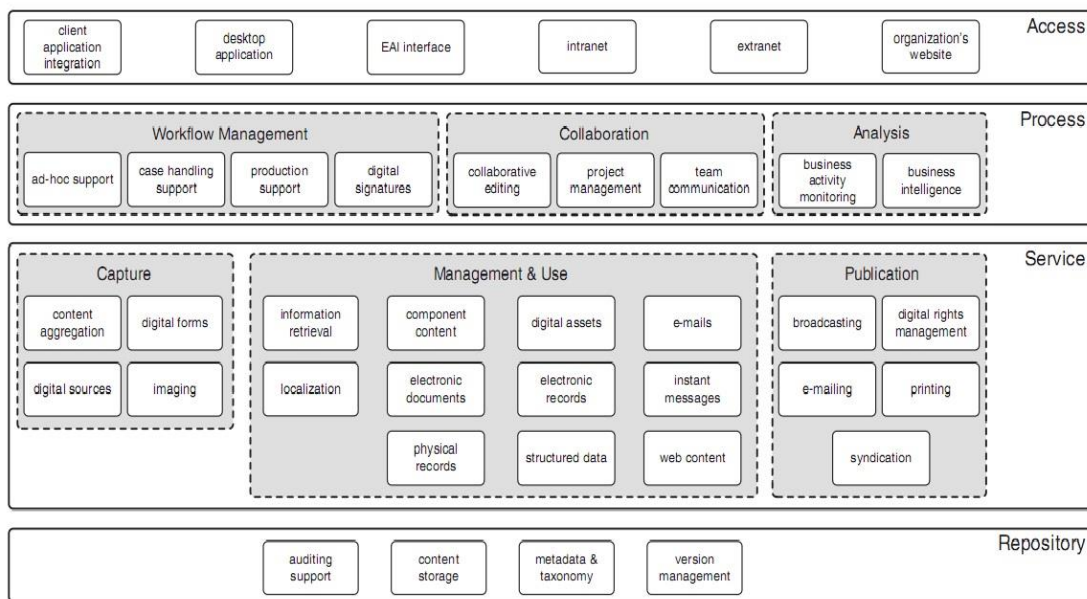 Access
client
application
integration
desktop
application
EAI interface
intranet
extranet
organization's
website
Process
Workflow Management
ad-hoc support
case handling
support
production
support
digital
signatures
Collaboration
collaborative
editing
project
management
team
communication
Analysis
business
activity
monitoring
business
intelligence
Service
Capture
content
aggregation
digital forms
digital sources
imaging
Management & Use
information
retrieval
component
content
digital assets
e-mails
localization
electronic
documents
electronic
records
instant
messages
physical
records
structured data
web content
Publication
broadcasting
digital rights
management
e-mailing
printing
syndication
Repository
auditing
support
content
storage
metadata &
taxonomy
version
management